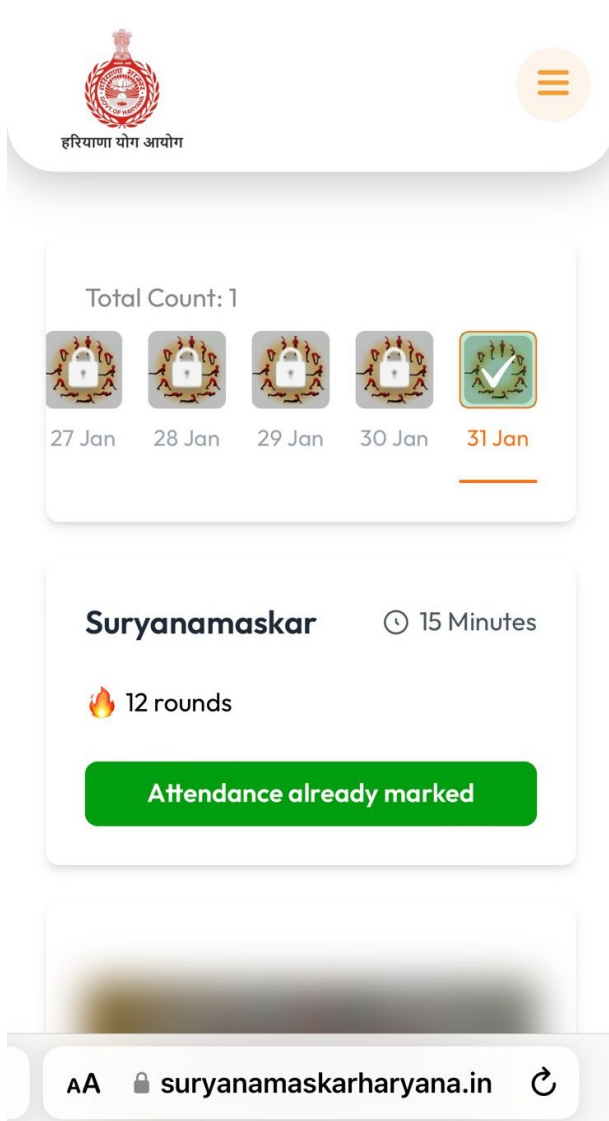 हरियाणा योग आयोग
Total Count: 1
27 Jan 28 Jan 29 Jan 30 Jan 31 Jan
Suryanamaskar 15 Minutes
12 rounds
Attendance already marked
AA suryanamaskarharyana.in